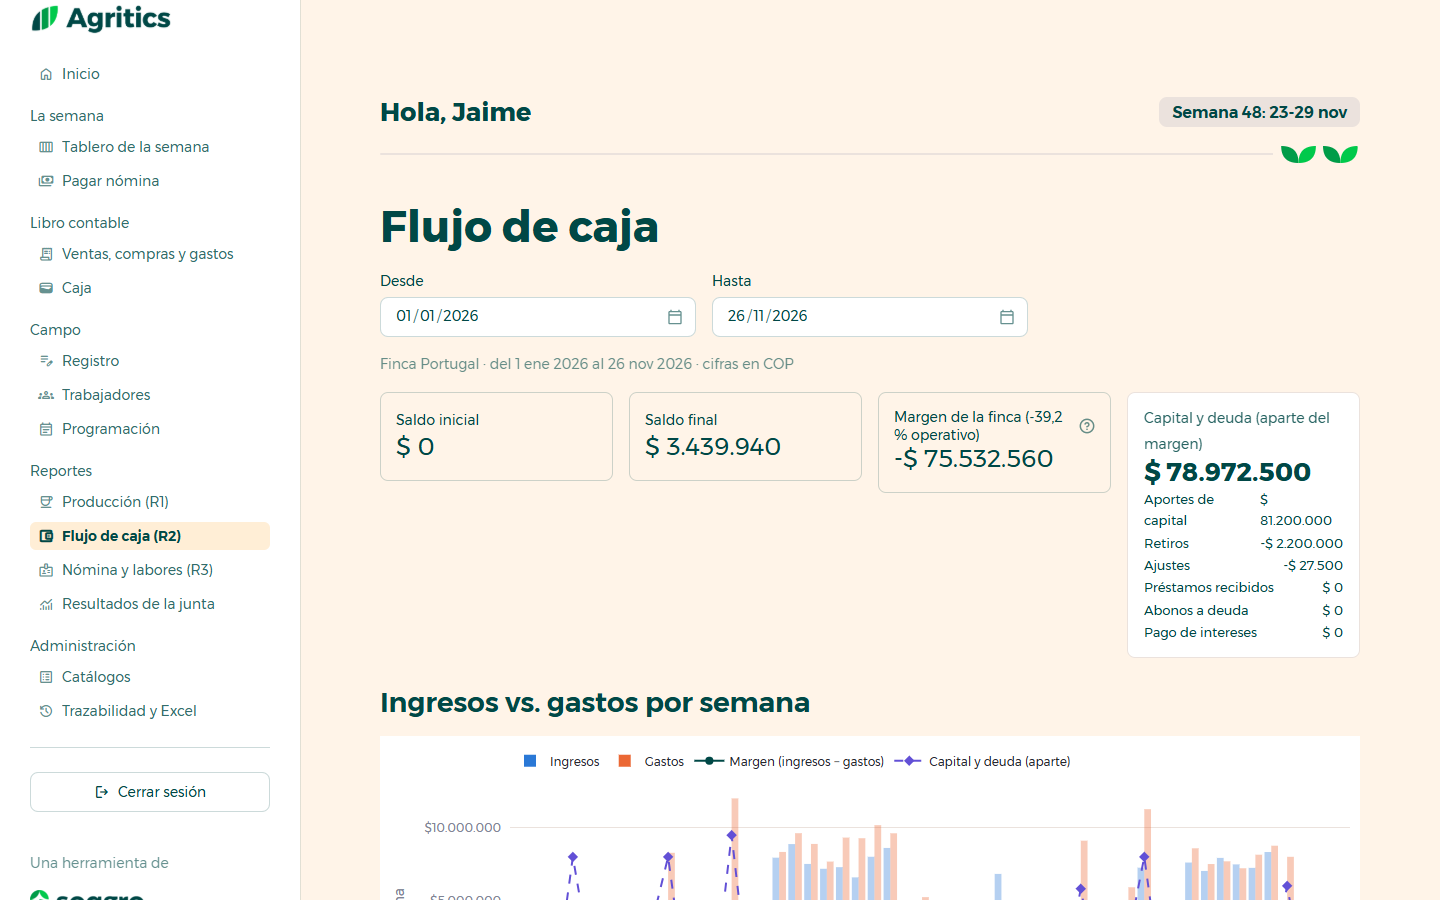 Agritics
Inicio
La semana
Tablero de la semana
Pagar nómina
Libro contable
Ventas, compras y gastos
Caja
Campo
Registro
Trabajadores
Programación
Reportes
Producción (R1)
Flujo de caja (R2)
Nómina y labores (R3)
Resultados de la junta
Administración
Catálogos
Trazabilidad y Excel
Cerrar sesión
Una herramienta de
Hola, Jaime
Semana 48: 23-29 nov
Flujo de caja
Desde
Hasta
01/01/2026
26/11/2026
Finca Portugal · del 1 ene 2026 al 26 nov 2026 · cifras en COP
Saldo inicial
$ 0
Saldo final
$ 3.439.940
Margen de la finca (-39,2
% operativo)
-$ 75.532.560
Capital y deuda (aparte del
margen)
$ 78.972.500
Aportes de capital $ 81.200.000
Retiros -$ 2.200.000
Ajustes -$ 27.500
Préstamos recibidos $ 0
Abonos a deuda $ 0
Pago de intereses $ 0
Ingresos vs. gastos por semana
Ingresos Gastos Margen (ingresos – gastos) Capital y deuda (aparte)
$10.000.000
$5.000.000